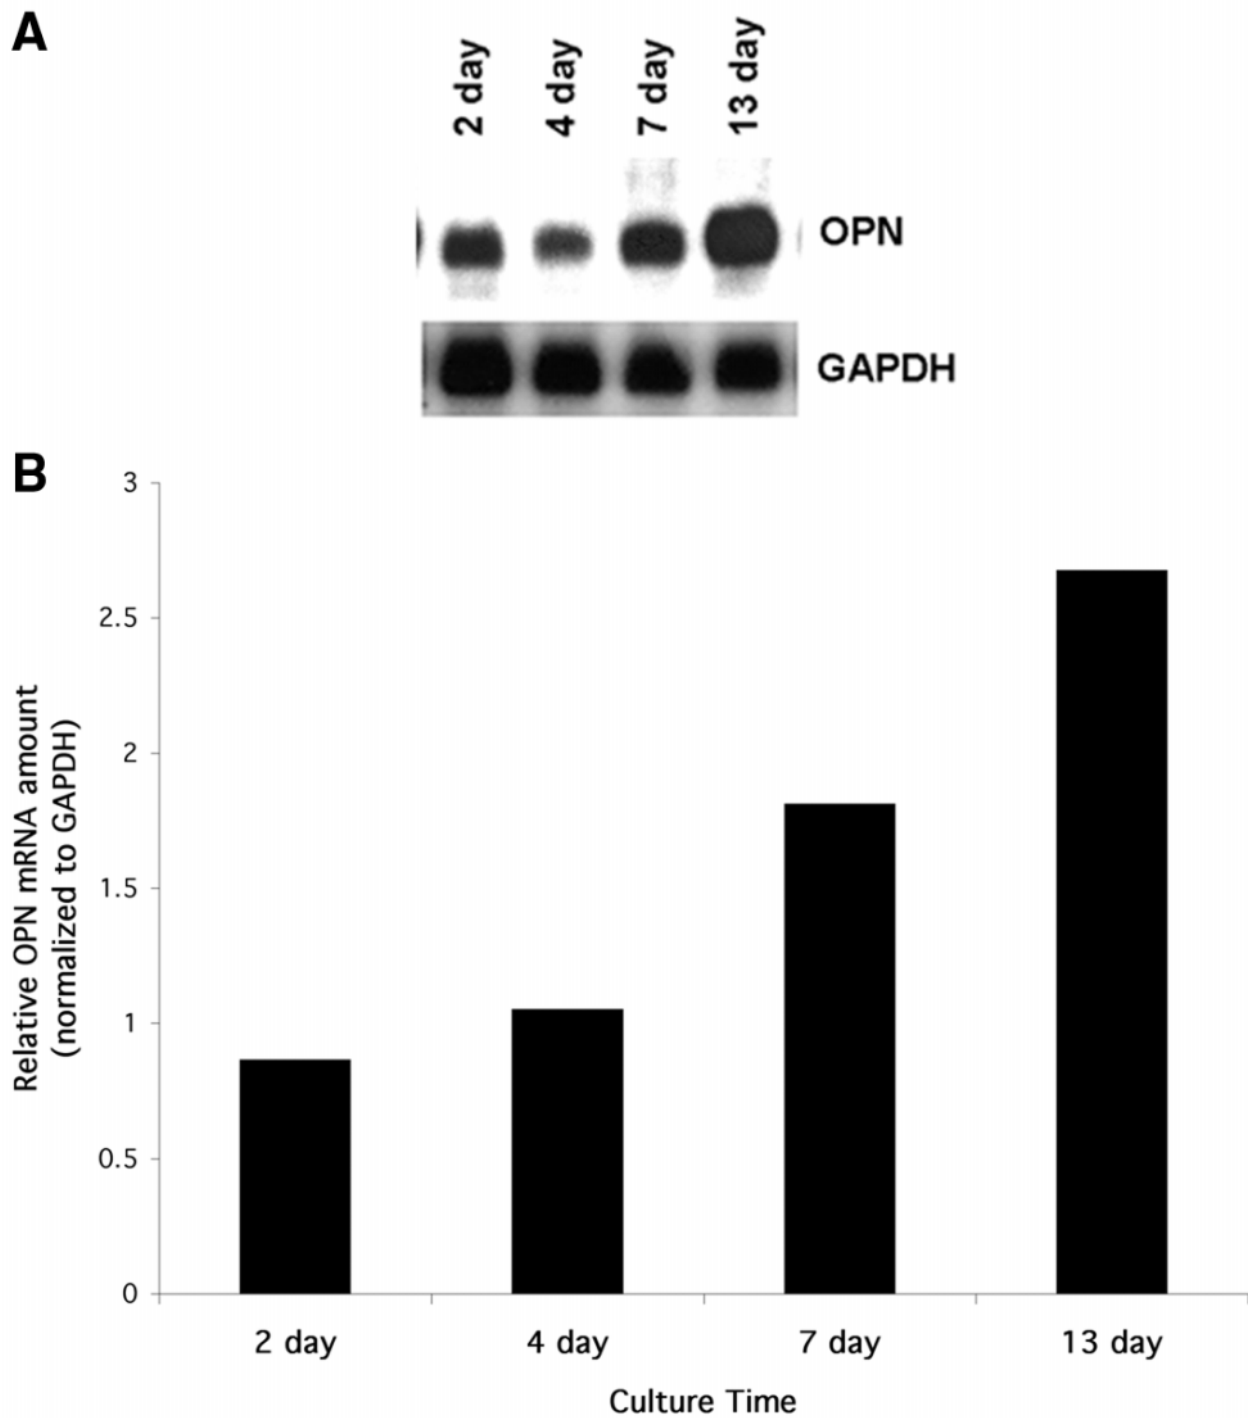 A
2 day
4 day
7 day
13 day
OPN
GAPDH
B
3
2.5
2
1.5
1
0.5
0
Relative OPN mRNA amount
(normalized to GAPDH)
2 day
4 day
7 day
13 day
Culture Time